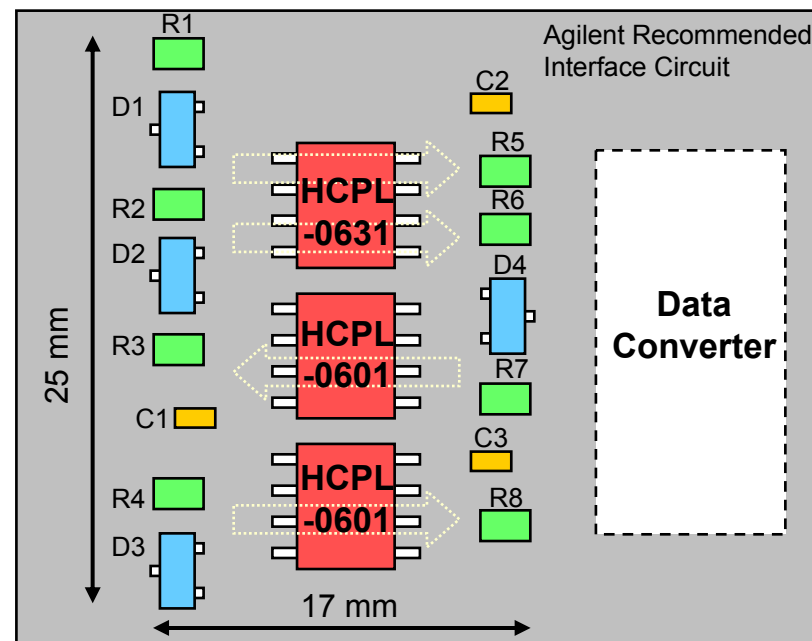 Agilent Recommended
Interface Circuit
R1
D1
R2
D2
R3
C1
R4
D3
25 mm
17 mm
HCPL
-0631
HCPL
-0601
HCPL
-0601
C2
R5
R6
D4
R7
C3
R8
Data
Converter